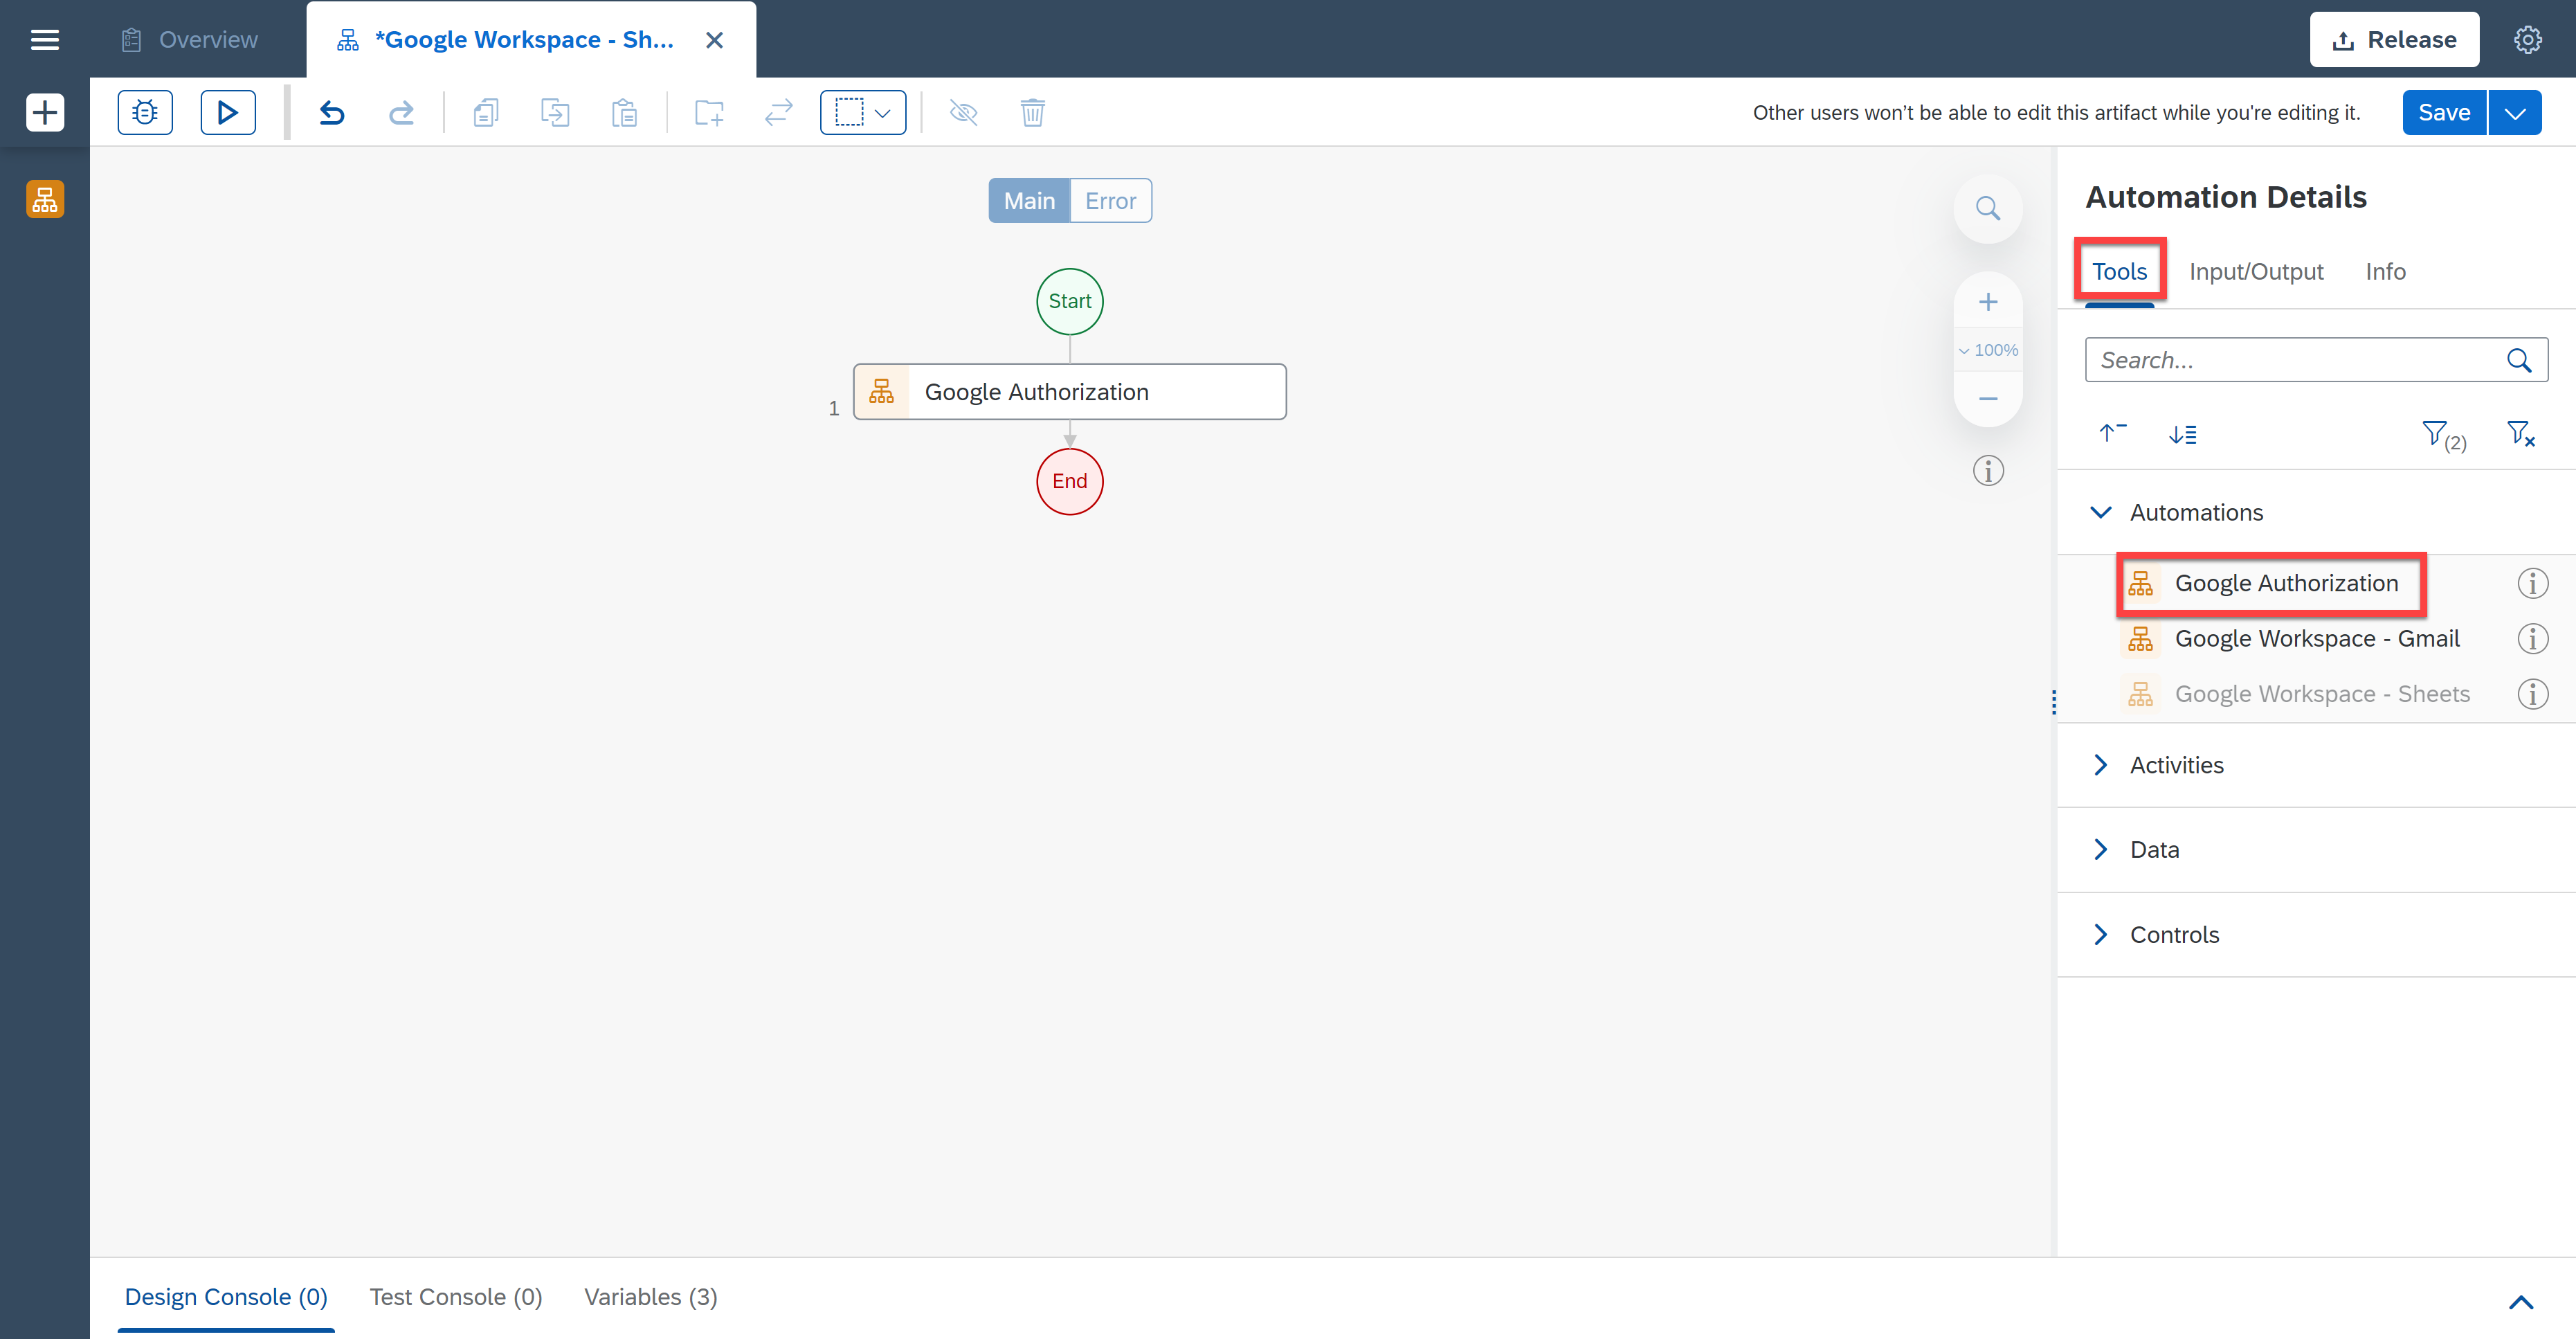 Overview
*Google Workspace - Sh...
Release
Other users won't be able to edit this artifact while you're editing it.
Save
Main
Error
Start
1
Google Authorization
End
100%
Automation Details
Tools
Input/Output
Info
Search...
(2)
Automations
Google Authorization
Google Workspace - Gmail
Google Workspace - Sheets
Activities
Data
Controls
Design Console (0)
Test Console (0)
Variables (3)